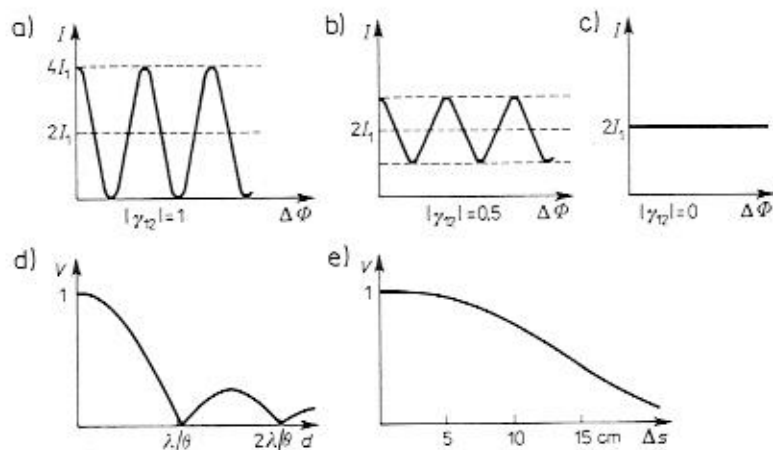 a) I
4I₁
2I₁
|γ₁₂|=1 ΔΦ
b) I
2I₁
|γ₁₂|=0,5 ΔΦ
c) I
2I₁
|γ₁₂|=0 ΔΦ
d) V
1
λ/θ 2λ/θ d
e) V
1
5 10 15 cm Δs